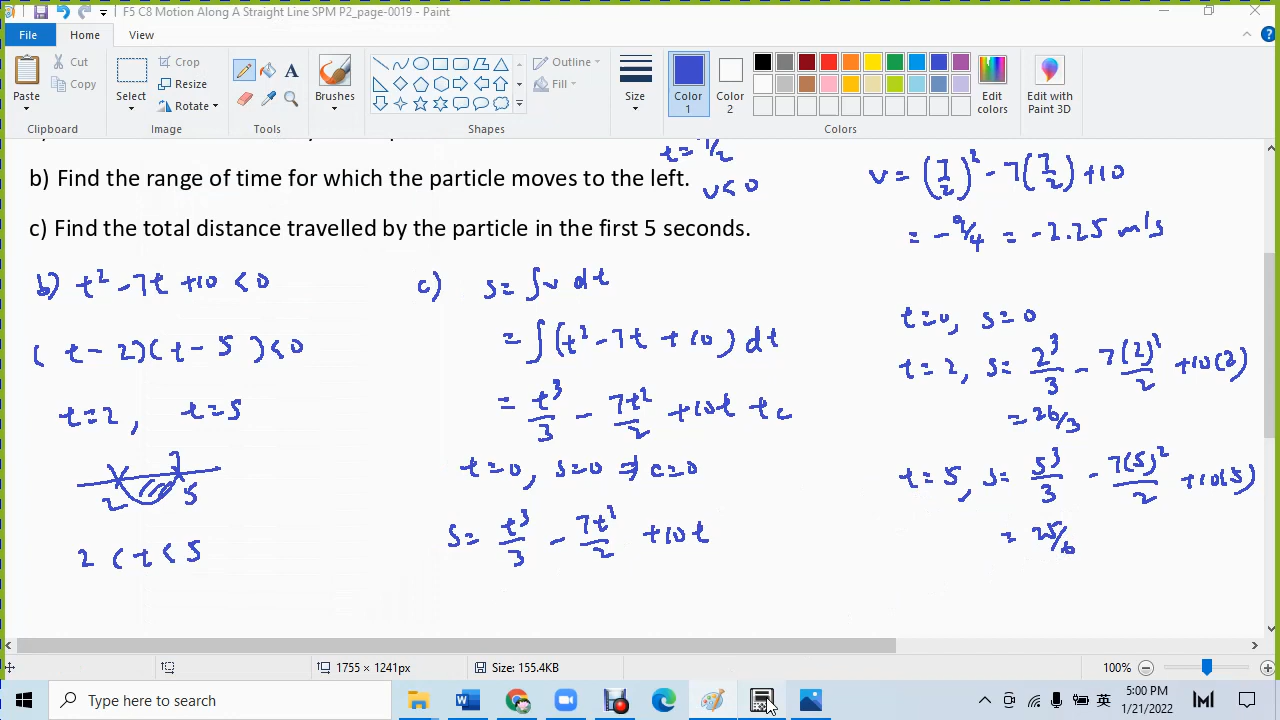 F5 C8 Motion Along A Straight Line SPM P2_page-0019 - Paint
File Home View
Paste Cut Copy Clipboard
Select Crop Resize Rotate Image
Tools
Brushes
Outline Fill Shapes
Size
Color 1 Color 2 Edit colors Colors
Edit with Paint 3D
t = 7/2
b) Find the range of time for which the particle moves to the left.
v < 0
c) Find the total distance travelled by the particle in the first 5 seconds.
v = (7/2)² - 7(7/2) + 10
= -9/4 = -2.25 m/s
b) t² - 7t + 10 < 0
(t - 2)(t - 5) < 0
t = 2, t = 5
2 5
2 < t < 5
c) s = ∫v dt
= ∫(t² - 7t + 10) dt
= t³/3 - 7t²/2 + 10t + c
t = 0, s = 0 ⇒ c = 0
s = t³/3 - 7t²/2 + 10t
t = 0, s = 0
t = 2, s = 2³/3 - 7(2)²/2 + 10(2)
= 26/3
t = 5, s = 5³/3 - 7(5)²/2 + 10(5)
= 25/6
1755 × 1241px Size: 155.4KB 100%
Type here to search
英 5:00 PM
1/21/2022